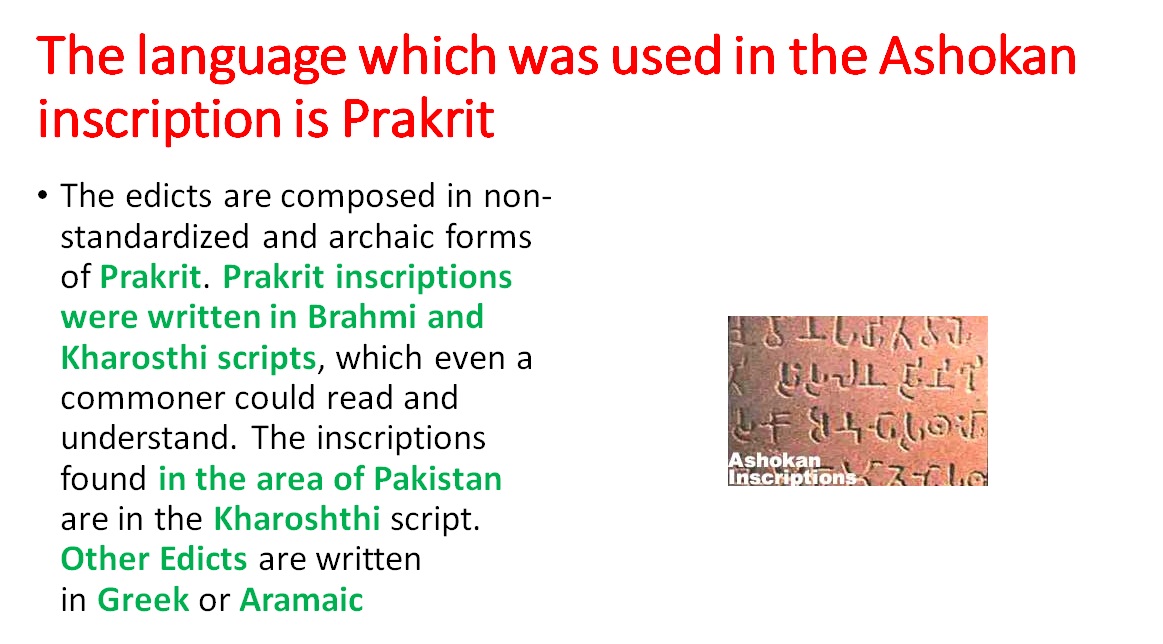 The language which was used in the Ashokan
inscription is Prakrit
• The edicts are composed in non-
standardized and archaic forms
of Prakrit. Prakrit inscriptions
were written in Brahmi and
Kharosthi scripts, which even a
commoner could read and
understand. The inscriptions
found in the area of Pakistan
are in the Kharoshthi script.
Other Edicts are written
in Greek or Aramaic
Ashokan
Inscriptions